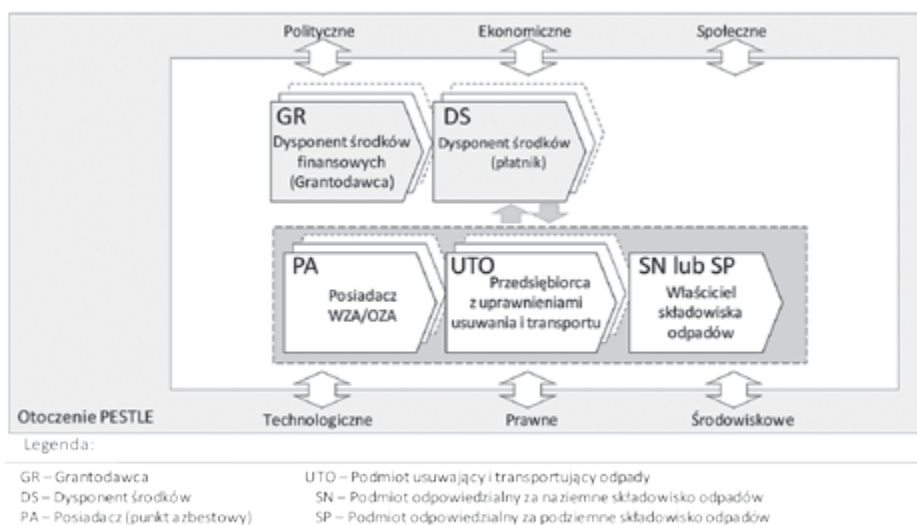 Polityczne Ekonomiczne Społeczne
GR
Dysponent środków
finansowych
(Grantodawca)
DS
Dysponent środków
(płatnik)
PA
Posiadacz
WZA/OZA
UTO
Przedsiębiorca
z uprawnieniami
usuwania i transportu
SN lub SP
Właściciel
składowiska
odpadów
Otoczenie PESTLE
Technologiczne Prawne Środowiskowe
Legenda:
GR – Grantodawca
DS – Dysponent środków
PA – Posiadacz (punkt azbestowy)
UTO – Podmiot usuwający i transportujący odpady
SN – Podmiot odpowiedzialny za naziemne składowisko odpadów
SP – Podmiot odpowiedzialny za podziemne składowisko odpadów